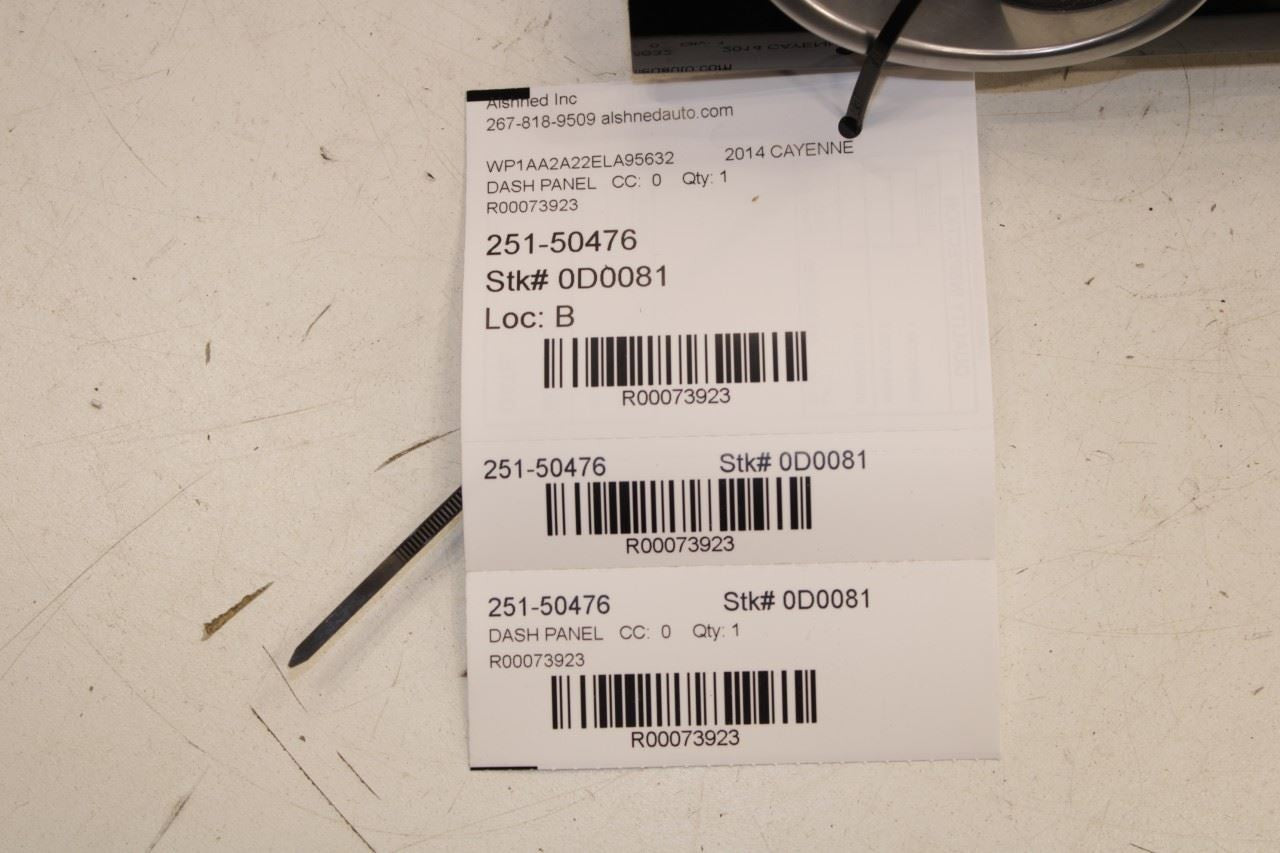 Alshned Inc
267-818-9509 alshnedauto.com
WP1AA2A22ELA95632 2014 CAYENNE
DASH PANEL CC: 0 Qty: 1
R00073923
251-50476
Stk# 0D0081
Loc: B
R00073923
251-50476 Stk# 0D0081
R00073923
251-50476 Stk# 0D0081
DASH PANEL CC: 0 Qty: 1
R00073923
R00073923